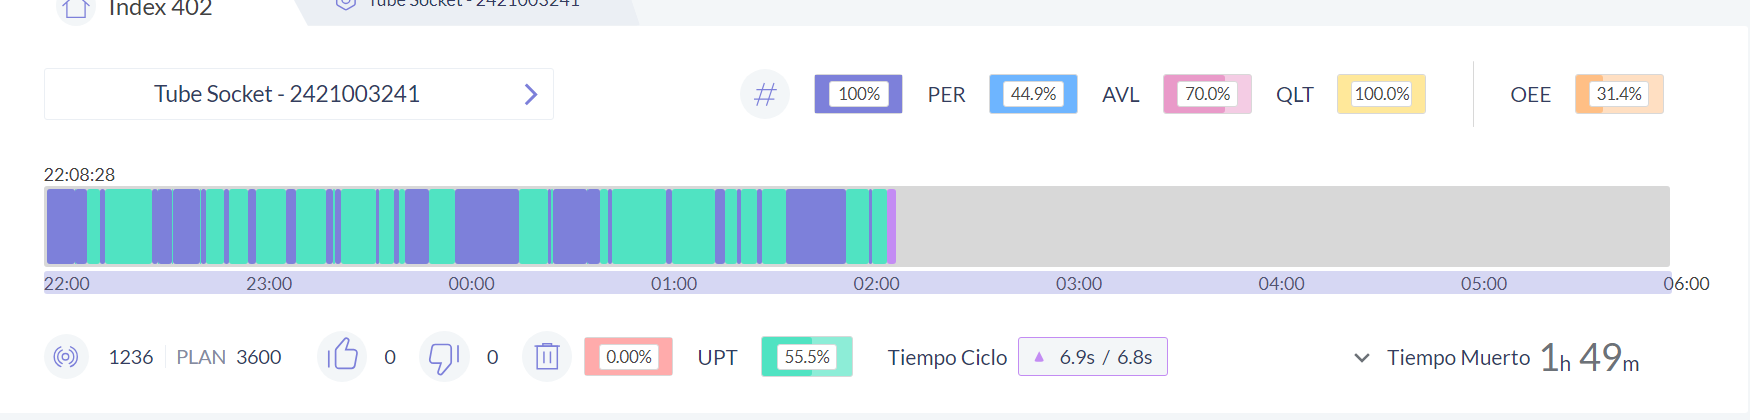 Index 402
Tube Socket - 2421003241
Tube Socket - 2421003241
# 100% PER 44.9% AVL 70.0% QLT 100.0% OEE 31.4%
22:08:28
22:00 23:00 00:00 01:00 02:00 03:00 04:00 05:00 06:00
1236 PLAN 3600 0 0 0.00% UPT 55.5% Tiempo Ciclo 6.9s / 6.8s Tiempo Muerto 1h 49m